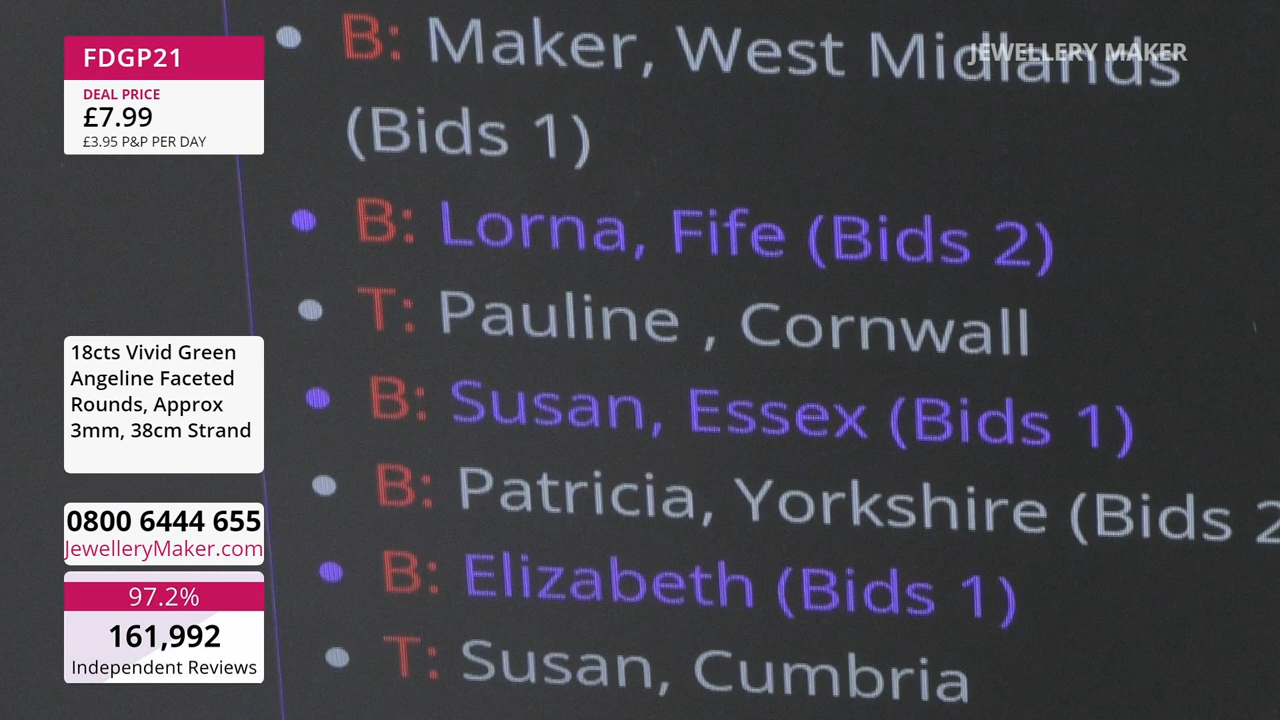 FDGP21
DEAL PRICE
£7.99
£3.95 P&P PER DAY
18cts Vivid Green
Angeline Faceted
Rounds, Approx
3mm, 38cm Strand
0800 6444 655
JewelleryMaker.com
97.2%
161,992
Independent Reviews
JEWELLERY MAKER
• B: Maker, West Midlands
(Bids 1)
• B: Lorna, Fife (Bids 2)
• T: Pauline , Cornwall
• B: Susan, Essex (Bids 1)
• B: Patricia, Yorkshire (Bids 2
• B: Elizabeth (Bids 1)
• T: Susan, Cumbria